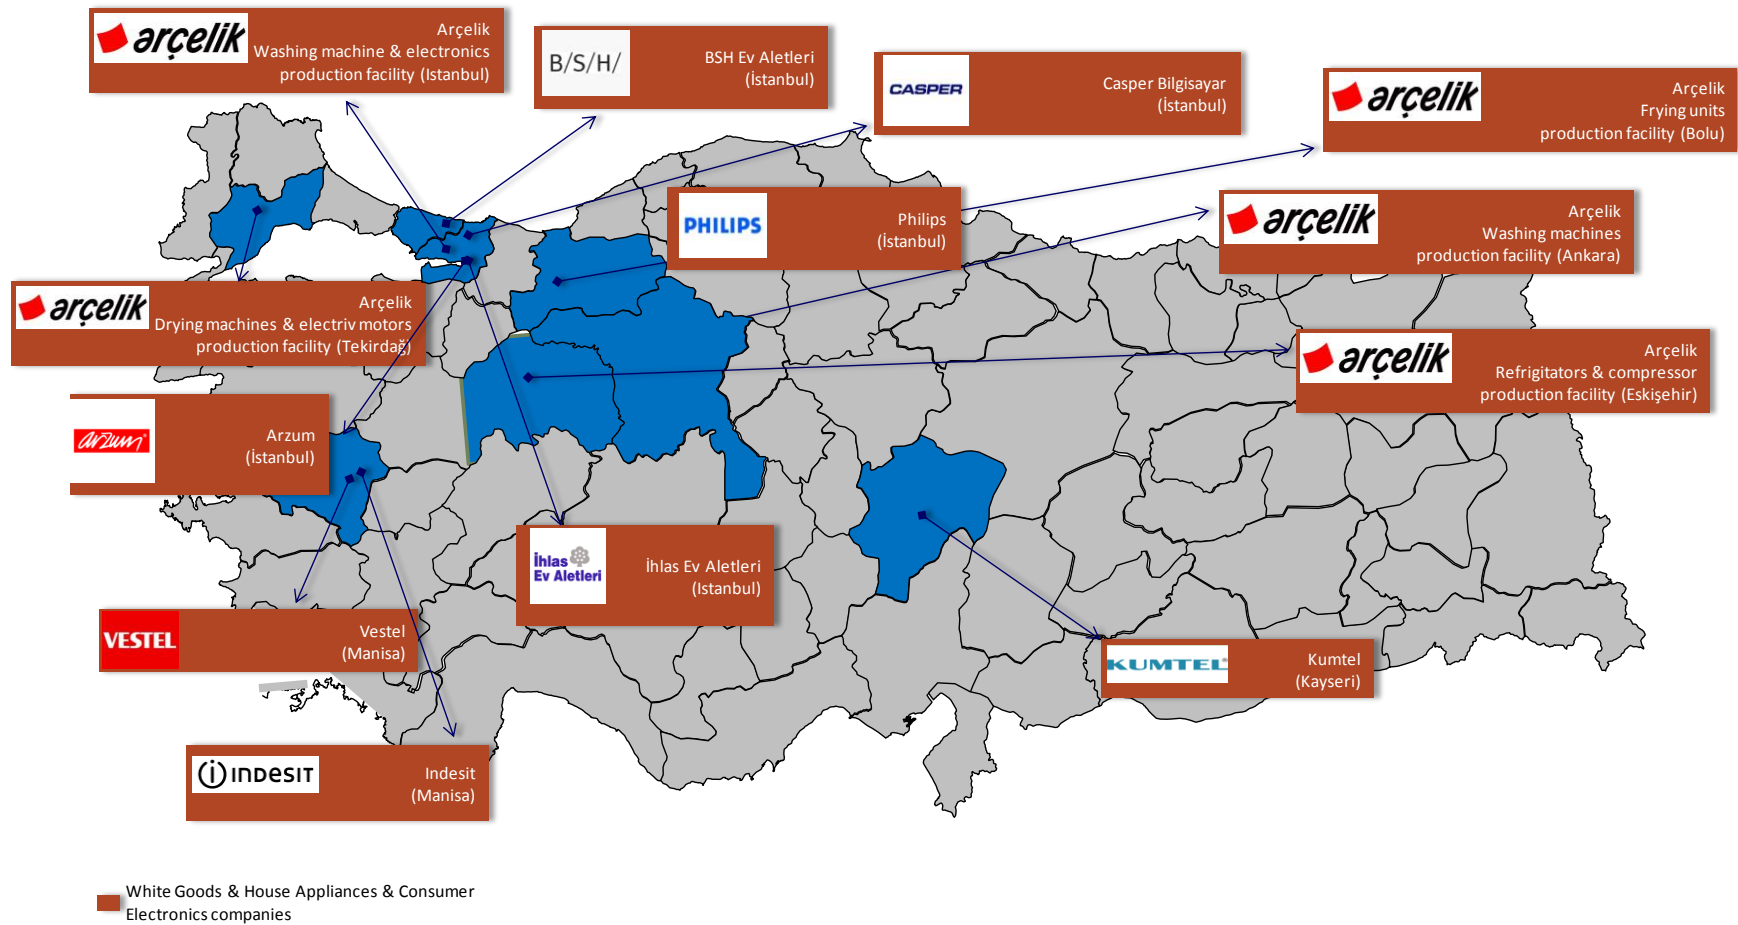 arçelik
Arçelik
Washing machine & electronics
production facility (Istanbul)
B/S/H/
BSH Ev Aletleri
(İstanbul)
CASPER
Casper Bilgisayar
(İstanbul)
arçelik
Arçelik
Frying units
production facility (Bolu)
PHILIPS
Philips
(İstanbul)
arçelik
Arçelik
Washing machines
production facility (Ankara)
arçelik
Arçelik
Drying machines & electriv motors
production facility (Tekirdağ)
arçelik
Arçelik
Refrigitators & compressor
production facility (Eskişehir)
arzum
Arzum
(İstanbul)
İhlas
Ev Aletleri
İhlas Ev Aletleri
(Istanbul)
VESTEL
Vestel
(Manisa)
KUMTEL
Kumtel
(Kayseri)
indesit
Indesit
(Manisa)
White Goods & House Appliances & Consumer
Electronics companies